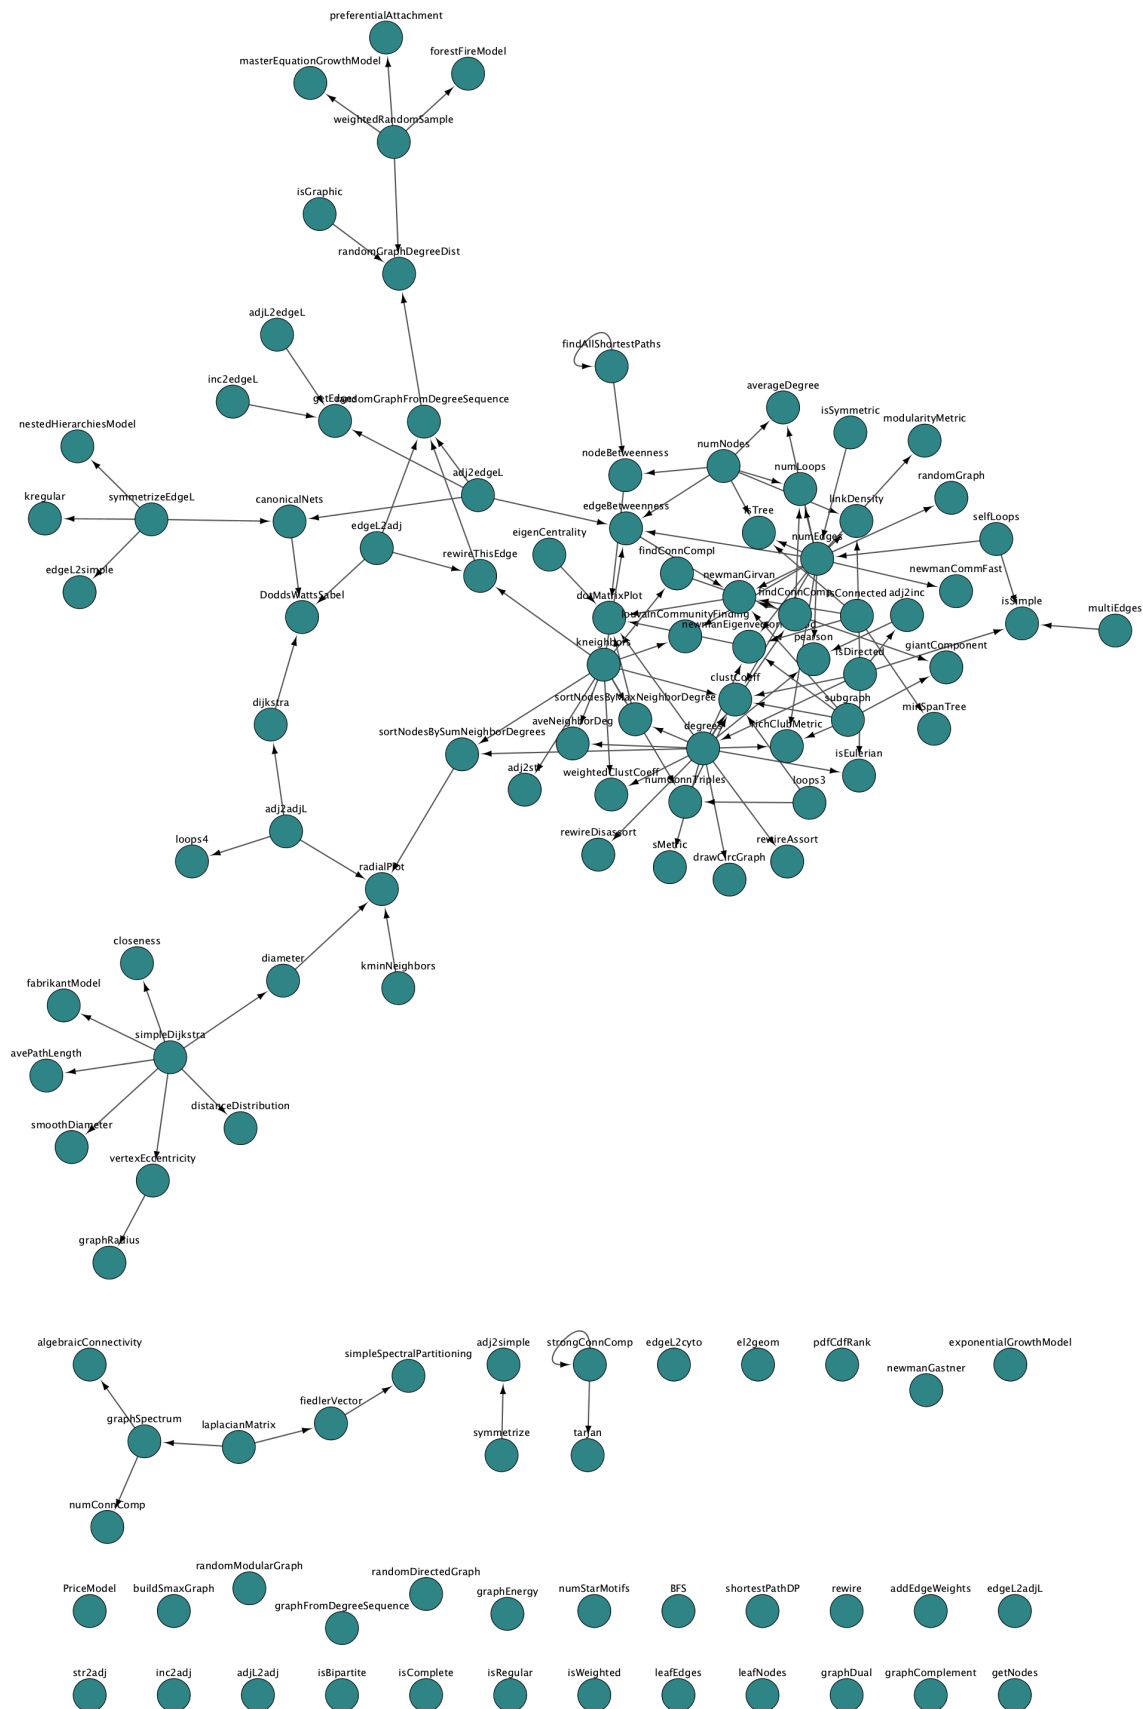 preferentialAttachment
forestFireModel
masterEquationGrowthModel
weightedRandomSample
isGraphic
randomGraphDegreeDist
adjL2edgeL
findAllShortestPaths
inc2edgeL
averageDegree
getEdges
randomGraphFromDegreeSequence
isSymmetric
modularityMetric
nestedHierarchiesModel
numNodes
nodeBetweenness
numLoops
adj2edgeL
randomGraph
kregular
symmetrizeEdgeL
canonicalNets
edgeBetweenness
linkDensity
isTree
selfLoops
edgeL2adj
eigenCentrality
numEdges
findConnCompI
rewireThisEdge
edgeL2simple
newmanGirvan
newmanCommFast
DoddsWattsSabel
dotMatrixPlot
findConnComp
isConnected
adj2inc
isSimple
multiEdges
louvainCommunityFinding
pearson
kneighbors
isDirected
giantComponent
clustCoeff
sortNodesByMaxNeighborDegree
subgraph
minSpanTree
dijkstra
aveNeighborDeg
degrees
richClubMetric
sortNodesBySumNeighborDegrees
isEulerian
adj2str
weightedClustCoeff
numConnTriples
loops3
adj2adjL
loops4
rewireDisassort
sMetric
rewireAssort
drawCircGraph
radialPlot
closeness
diameter
kminNeighbors
fabrikantModel
simpleDijkstra
avePathLength
distanceDistribution
smoothDiameter
vertexEccentricity
graphRadius
algebraicConnectivity
simpleSpectralPartitioning
adj2simple
strongConnComp
edgeL2cyto
el2geom
pdfCdfRank
newmanGastner
exponentialGrowthModel
fiedlerVector
graphSpectrum
laplacianMatrix
symmetrize
tarjan
numConnComp
PriceModel
buildSmaxGraph
randomModularGraph
graphFromDegreeSequence
randomDirectedGraph
graphEnergy
numStarMotifs
BFS
shortestPathDP
rewire
addEdgeWeights
edgeL2adjL
str2adj
inc2adj
adjL2adj
isBipartite
isComplete
isRegular
isWeighted
leafEdges
leafNodes
graphDual
graphComplement
getNodes